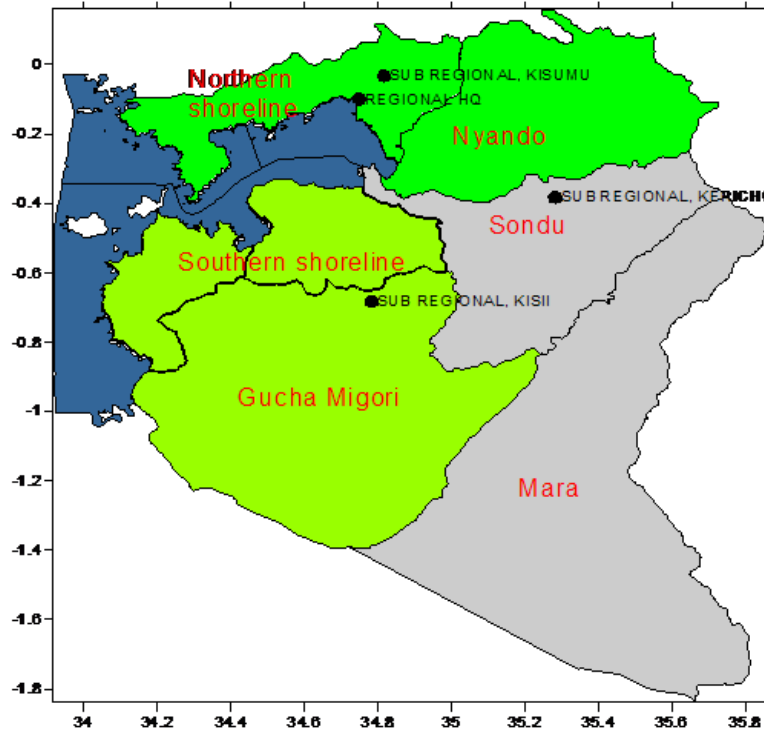 0
-0.2
-0.4
-0.6
-0.8
-1
-1.2
-1.4
-1.6
-1.8
Northern
shoreline
SUB REGIONAL, KISUMU
REGIONAL HQ
Nyando
SUB REGIONAL, KERICHO
Sondu
Southern shoreline
SUB REGIONAL, KISII
Gucha Migori
Mara
34
34.2
34.4
34.6
34.8
35
35.2
35.4
35.6
35.8